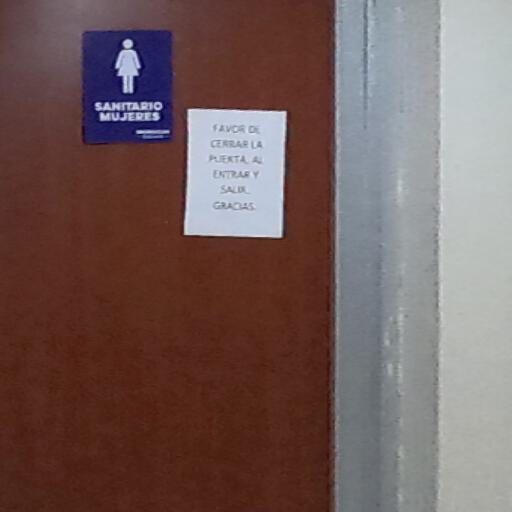 SANITARIO
MUJERES
FAVOR DE
CERRAR LA
PUERTA, AL
ENTRAR Y
SALIR.
GRACIAS.